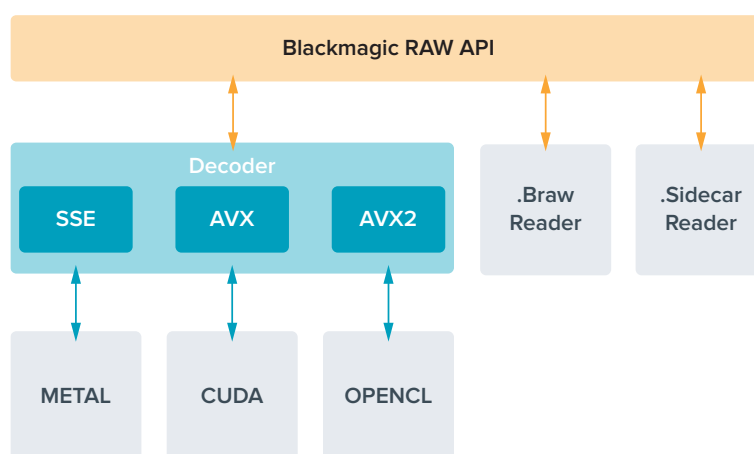 Blackmagic RAW API
Decoder
SSE
AVX
AVX2
.Braw
Reader
.Sidecar
Reader
METAL
CUDA
OPENCL